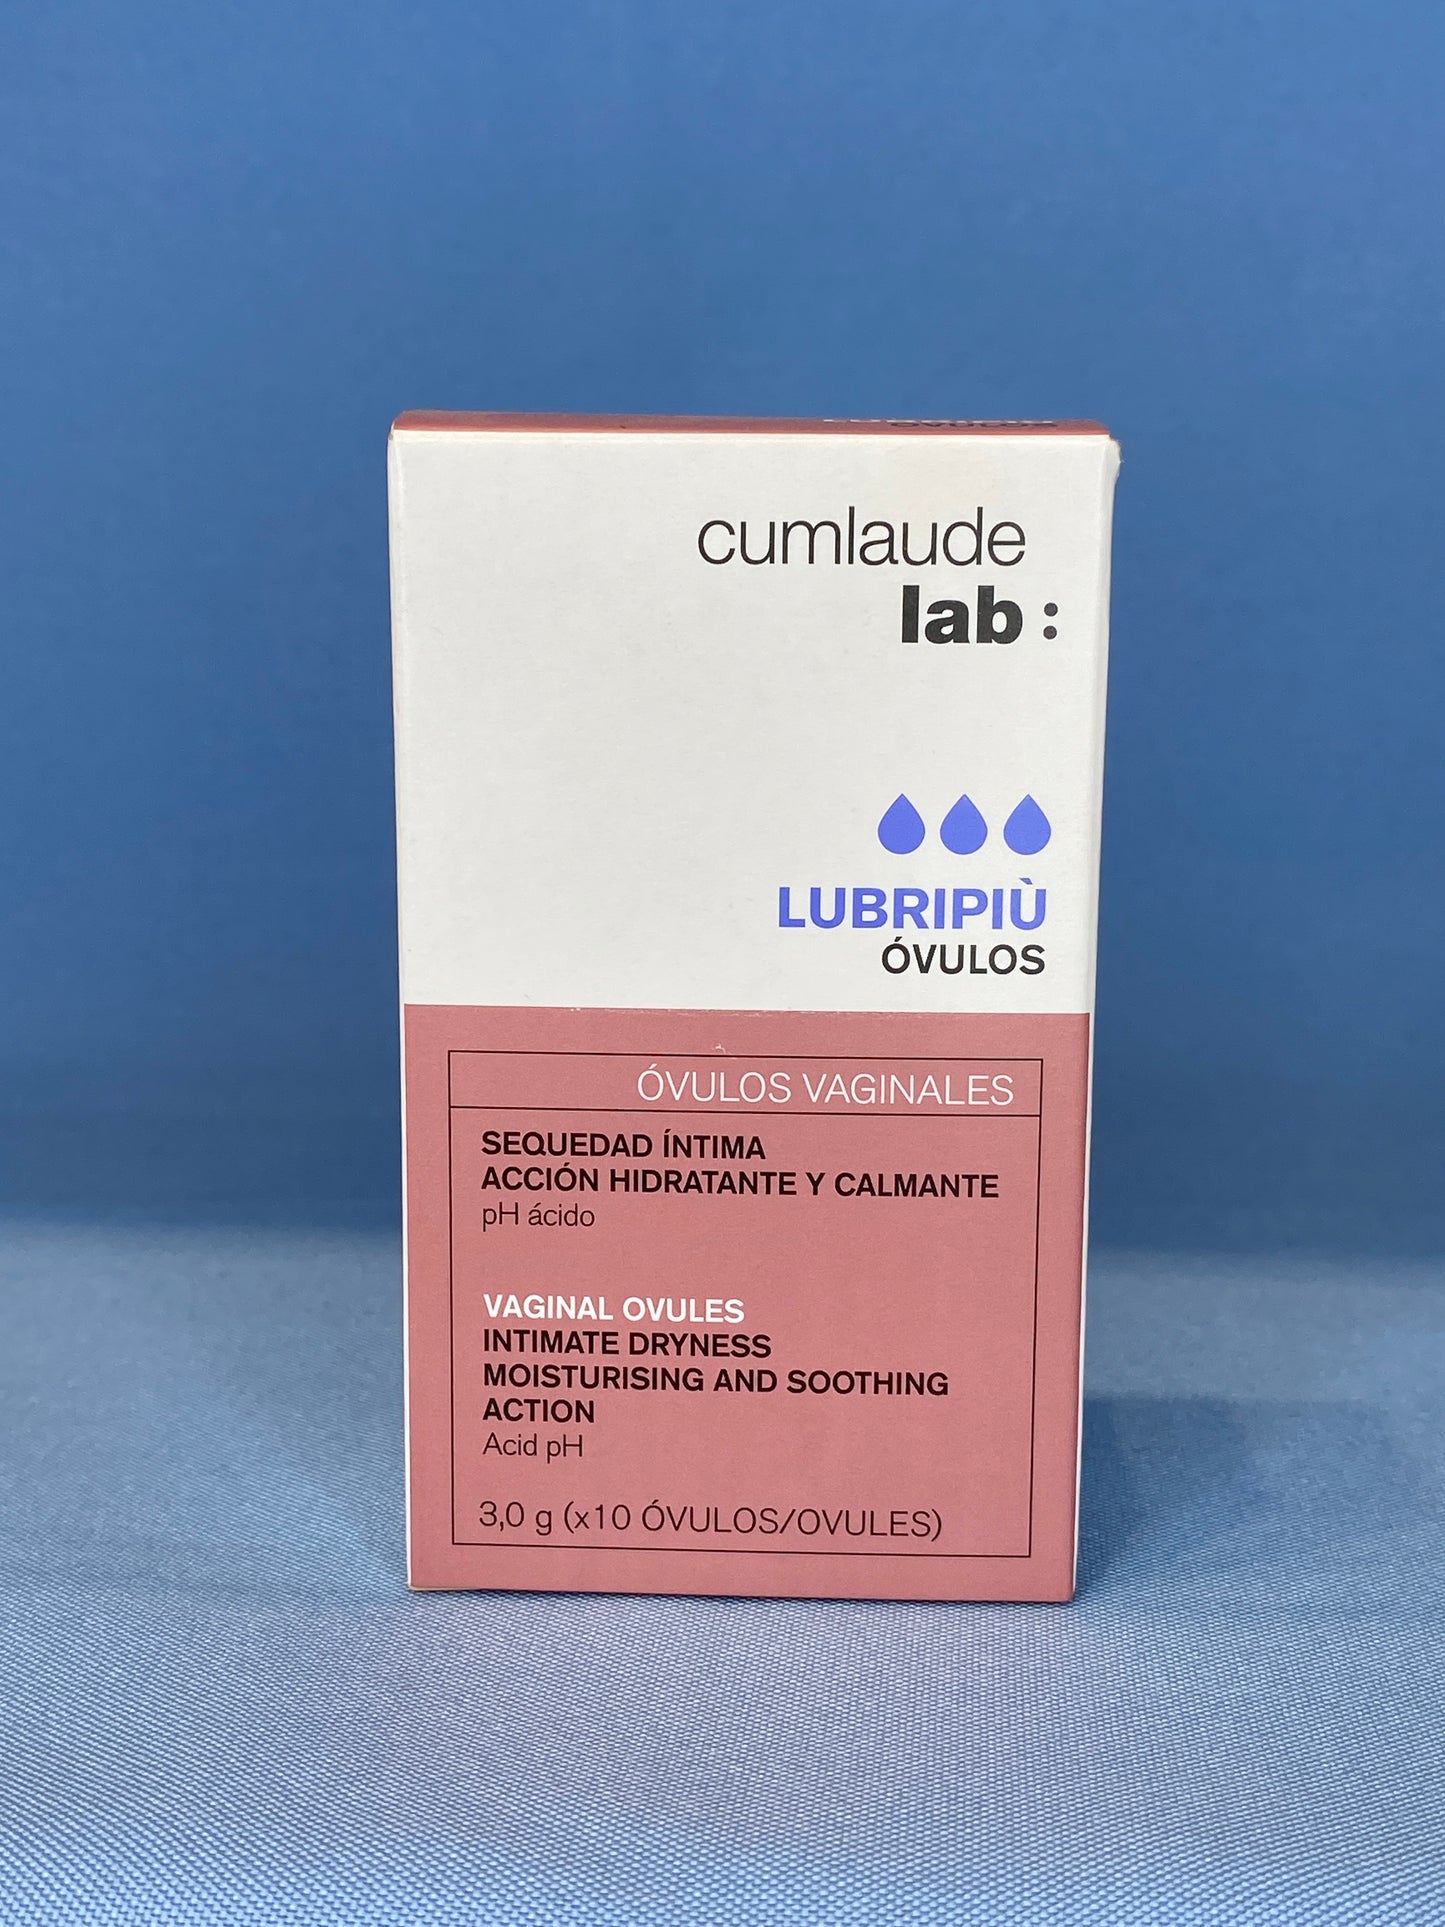 cumlaude
lab:
LUBRIPIÙ
ÓVULOS
ÓVULOS VAGINALES
SEQUEDAD ÍNTIMA
ACCIÓN HIDRATANTE Y CALMANTE
pH ácido
VAGINAL OVULES
INTIMATE DRYNESS
MOISTURISING AND SOOTHING
ACTION
Acid pH
3,0 g (x10 ÓVULOS/OVULES)